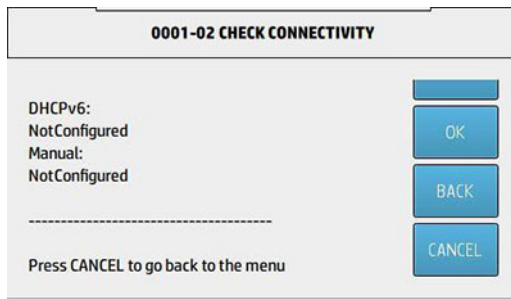 0001-02 CHECK CONNECTIVITY
DHCPv6:
NotConfigured
Manual:
NotConfigured
-------------------------------------
Press CANCEL to go back to the menu
OK
BACK
CANCEL